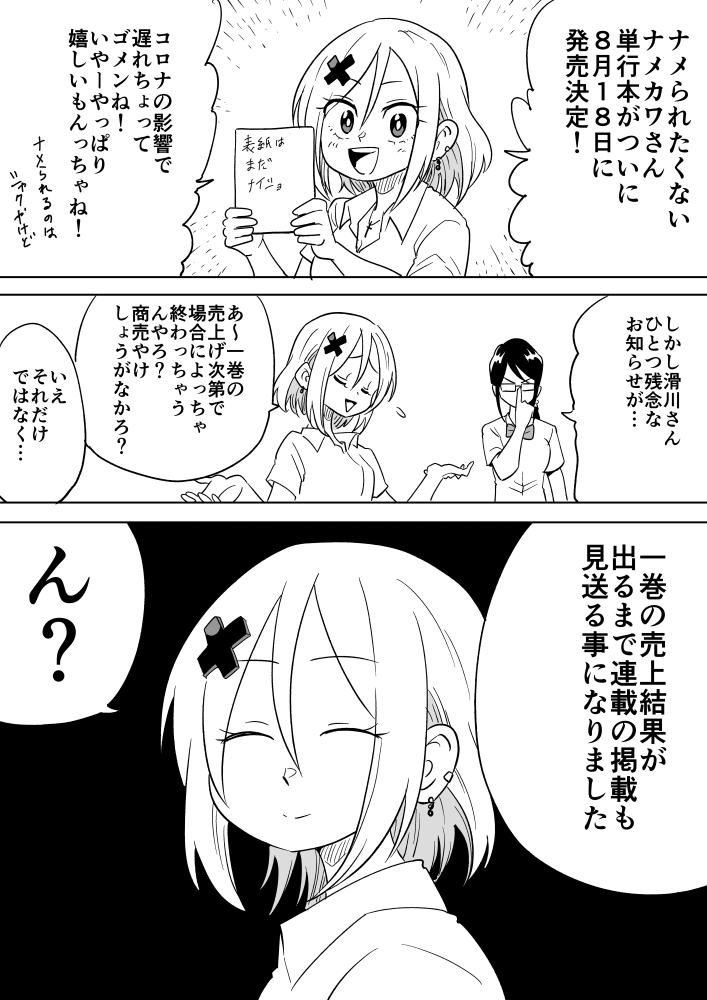 ナメられたくない
ナメカワさん
単行本がついに
8月18日に
発売決定!
表紙は
まだ
ナイショ
コロナの影響で
遅れちょって
ゴメンね!
いやーやっぱり
嬉しいもんっちゃね!
ナメられるのは
シャクやけど
しかし滑川さん
ひとつ残念な
お知らせが…
あ〜一巻の
売上げ次第で
場合によっちゃ
終わっちゃう
んやろ?
商売やけ
しょうがなかろ?
いえ
それだけ
ではなく…
一巻の売上結果が
出るまで連載の掲載も
見送る事になりました
ん?